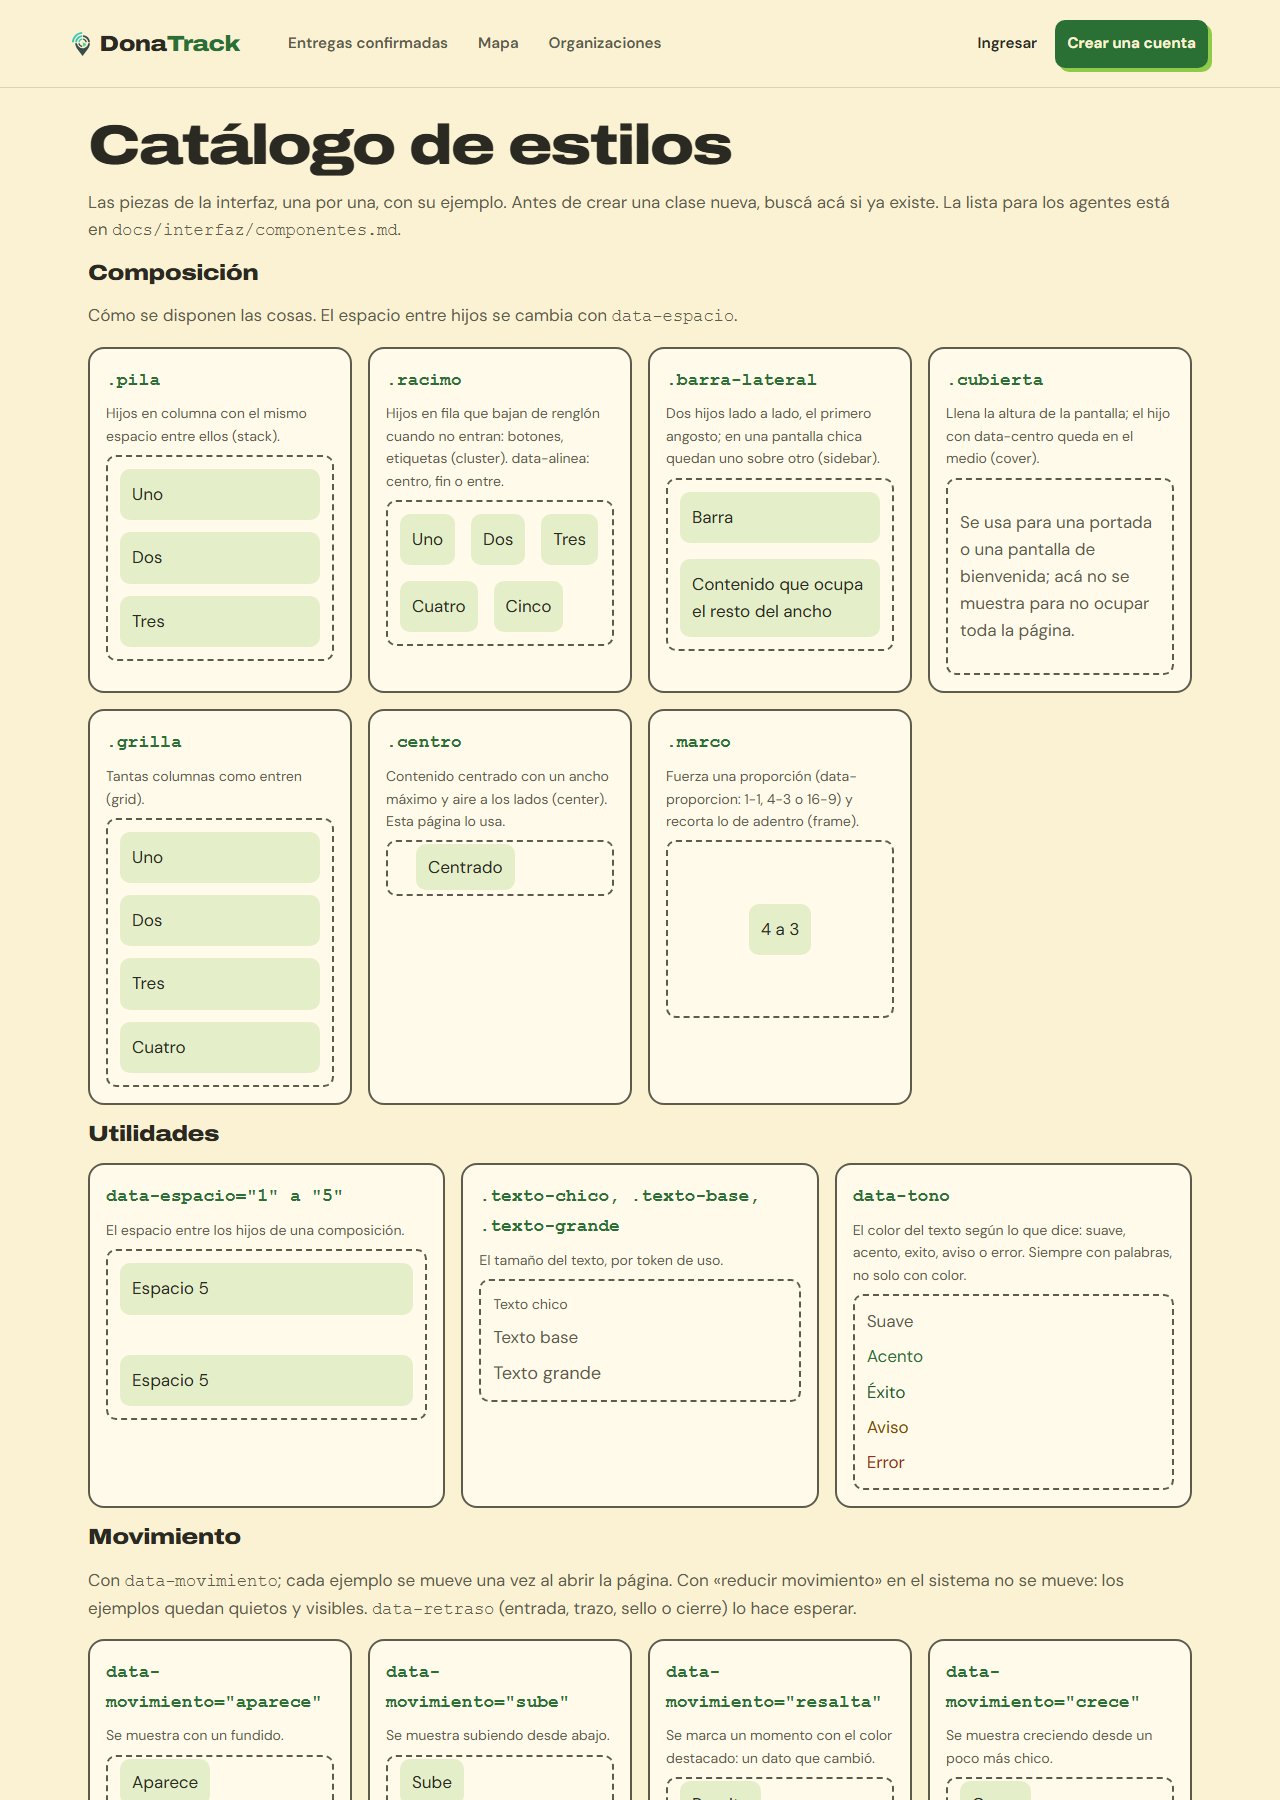 DonaTrack
Entregas confirmadas
Mapa
Organizaciones
Ingresar
Crear una cuenta
Catálogo de estilos
Las piezas de la interfaz, una por una, con su ejemplo. Antes de crear una clase nueva, buscá acá si ya existe. La lista para los agentes está
en docs/interfaz/componentes.md.
Composición
Cómo se disponen las cosas. El espacio entre hijos se cambia con data-espacio.
.pila
Hijos en columna con el mismo
espacio entre ellos (stack).
Uno
Dos
Tres
.racimo
Hijos en fila que bajan de renglón
cuando no entran: botones,
etiquetas (cluster). data-alinea:
centro, fin o entre.
Uno
Dos
Tres
Cuatro
Cinco
.barra-lateral
Dos hijos lado a lado, el primero
angosto; en una pantalla chica
quedan uno sobre otro (sidebar).
Barra
Contenido que ocupa
el resto del ancho
.cubierta
Llena la altura de la pantalla; el hijo
con data-centro queda en el
medio (cover).
Se usa para una portada
o una pantalla de
bienvenida; acá no se
muestra para no ocupar
toda la página.
.grilla
Tantas columnas como entren
(grid).
Uno
Dos
Tres
Cuatro
.centro
Contenido centrado con un ancho
máximo y aire a los lados (center).
Esta página lo usa.
Centrado
.marco
Fuerza una proporción (data-
proporcion: 1-1, 4-3 o 16-9) y
recorta lo de adentro (frame).
4 a 3
Utilidades
data-espacio="1" a "5"
El espacio entre los hijos de una composición.
Espacio 5
Espacio 5
.texto-chico, .texto-base,
.texto-grande
El tamaño del texto, por token de uso.
Texto chico
Texto base
Texto grande
data-tono
El color del texto según lo que dice: suave,
acento, exito, aviso o error. Siempre con palabras,
no solo con color.
Suave
Acento
Éxito
Aviso
Error
Movimiento
Con data-movimiento; cada ejemplo se mueve una vez al abrir la página. Con «reducir movimiento» en el sistema no se mueve: los
ejemplos quedan quietos y visibles. data-retraso (entrada, trazo, sello o cierre) lo hace esperar.
data-
movimiento="aparece"
Se muestra con un fundido.
Aparece
data-
movimiento="sube"
Se muestra subiendo desde abajo.
Sube
data-
movimiento="resalta"
Se marca un momento con el color
destacado: un dato que cambió.
data-
movimiento="crece"
Se muestra creciendo desde un
poco más chico.